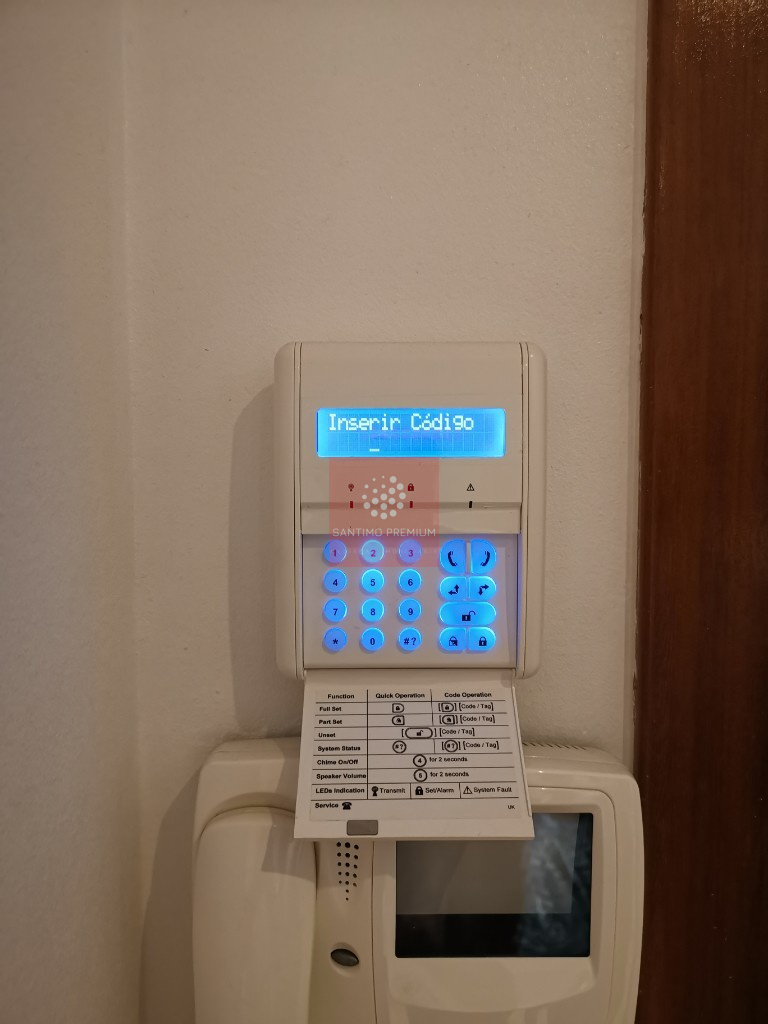 Inserir Código
SANTIMO PREMIUM
1 2 3
4 5 6
7 8 9
* 0 #?
Function Quick Operation Code Operation
Full Set [Code / Tag]
Part Set [Code / Tag]
Unset [Code / Tag]
System Status #? [#?] [Code / Tag]
Chime On/Off 4 for 2 seconds
Speaker Volume 5 for 2 seconds
LEDs Indication Transmit Set/Alarm System Fault
Service UK